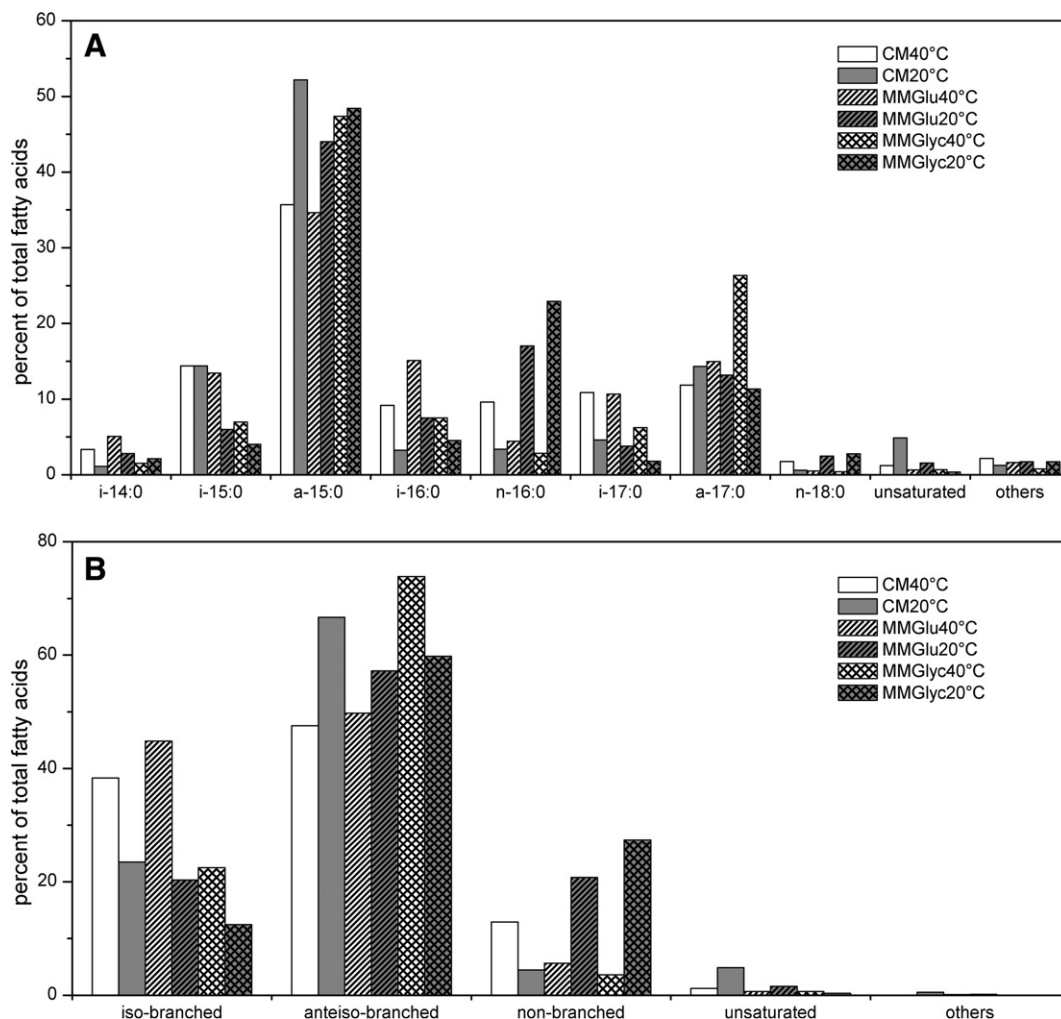 A
60
50
40
30
20
10
0
percent of total fatty acids
CM40°C
CM20°C
MMGlu40°C
MMGlu20°C
MMGlyc40°C
MMGlyc20°C
i-14:0 i-15:0 a-15:0 i-16:0 n-16:0 i-17:0 a-17:0 n-18:0 unsaturated others
B
80
60
40
20
0
percent of total fatty acids
CM40°C
CM20°C
MMGlu40°C
MMGlu20°C
MMGlyc40°C
MMGlyc20°C
iso-branched anteiso-branched non-branched unsaturated others